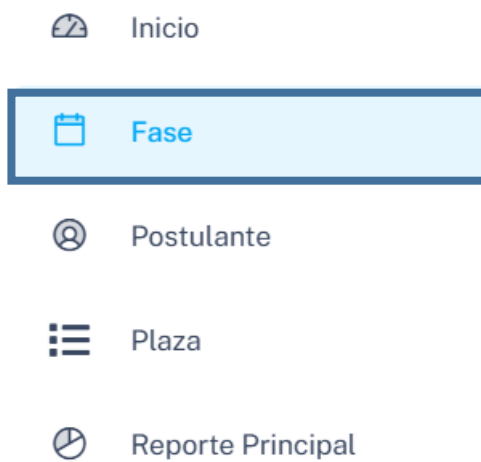 Inicio
Fase
Postulante
Plaza
Reporte Principal